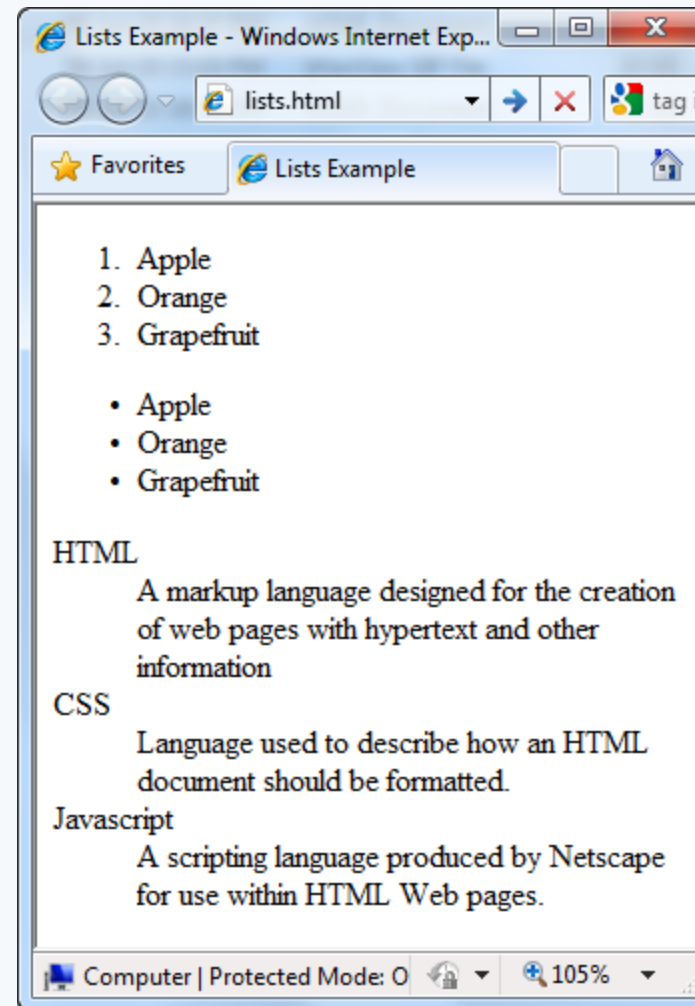 Lists Example - Windows Internet Exp...
lists.html
tag i
Favorites
Lists Example
1. Apple
2. Orange
3. Grapefruit
• Apple
• Orange
• Grapefruit
HTML
A markup language designed for the creation
of web pages with hypertext and other
information
CSS
Language used to describe how an HTML
document should be formatted.
Javascript
A scripting language produced by Netscape
for use within HTML Web pages.
Computer | Protected Mode: O
105%